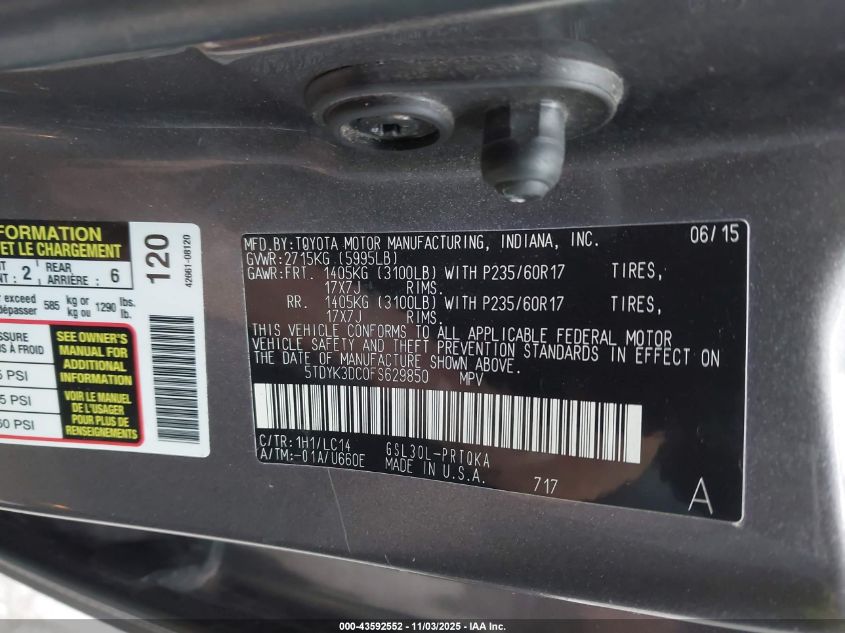 FORMATION
ET LE CHARGEMENT
2 REAR
ARRIÈRE : 6
exceed
dépasser 585 kg or
kg ou 1290 lbs.
lb.
À FROID
PSI
5 PSI
60 PSI
SEE OWNER'S
MANUAL FOR
ADDITIONAL
INFORMATION
VOIR LE MANUEL
DE L'USAGER
POUR PLUS DE
RENSEIGNEMENTS
120
42661-08120
MFD.BY:TOYOTA MOTOR MANUFACTURING, INDIANA, INC. 06/15
GVWR:2715KG (5995LB)
GAWR:FRT. 1405KG (3100LB) WITH P235/60R17 TIRES,
17X7J RIMS.
RR. 1405KG (3100LB) WITH P235/60R17 TIRES,
17X7J RIMS.
THIS VEHICLE CONFORMS TO ALL APPLICABLE FEDERAL MOTOR
VEHICLE SAFETY AND THEFT PREVENTION STANDARDS IN EFFECT ON
THE DATE OF MANUFACTURE SHOWN ABOVE.
5TDYK3DC0FS629850 MPV
C/TR:1H1/LC14 GSL30L-PRTQKA
A/TM:-01A/U660E MADE IN U.S.A.
717 A
000-43592552 - 11/03/2025 - IAA Inc.